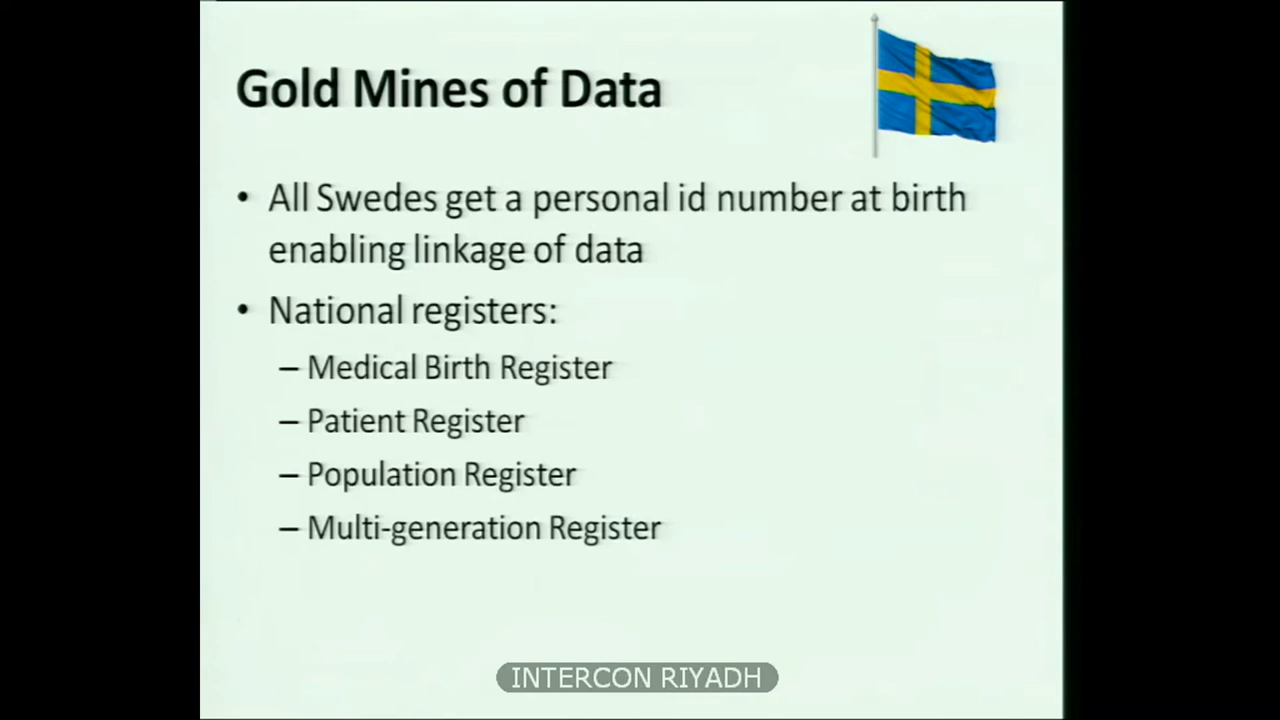 Gold Mines of Data
• All Swedes get a personal id number at birth
enabling linkage of data
• National registers:
– Medical Birth Register
– Patient Register
– Population Register
– Multi-generation Register
INTERCON RIYADH